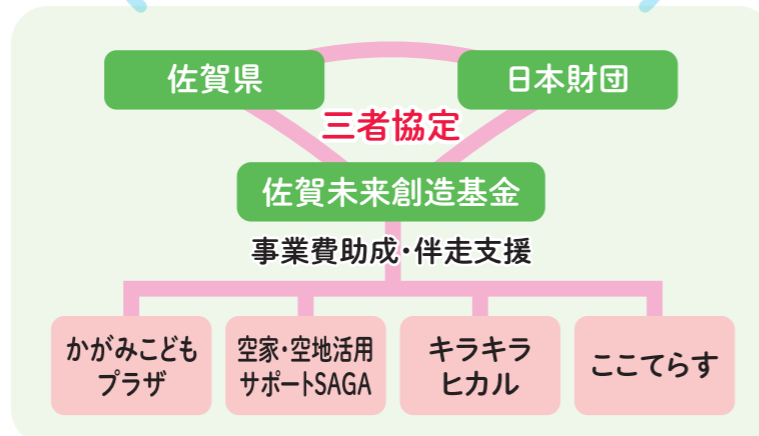 佐賀県
日本財団
三者協定
佐賀未来創造基金
事業費助成・伴走支援
かがみこども
プラザ
空家・空地活用
サポートSAGA
キラキラ
ヒカル
ここてらす